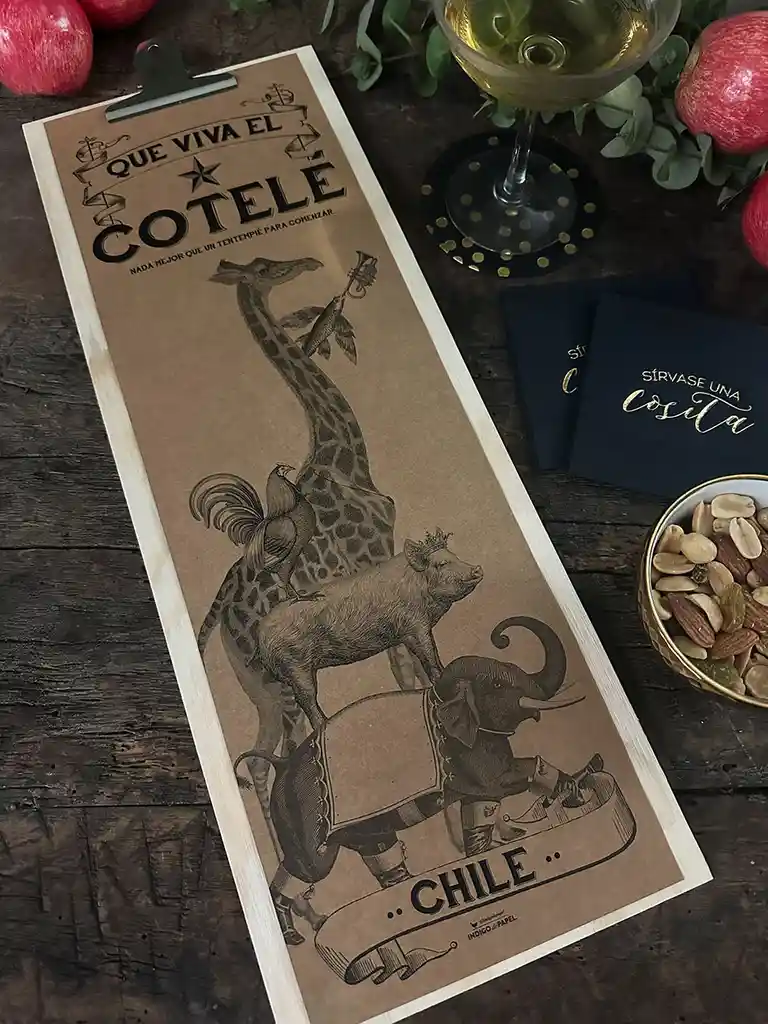 QUE VIVA EL
COTELÉ
NADA MEJOR QUE UN TENTEMPIÉ PARA COMENZAR
SÍRVASE UNA
cosita
CHILE
INDIGO DE PAPEL